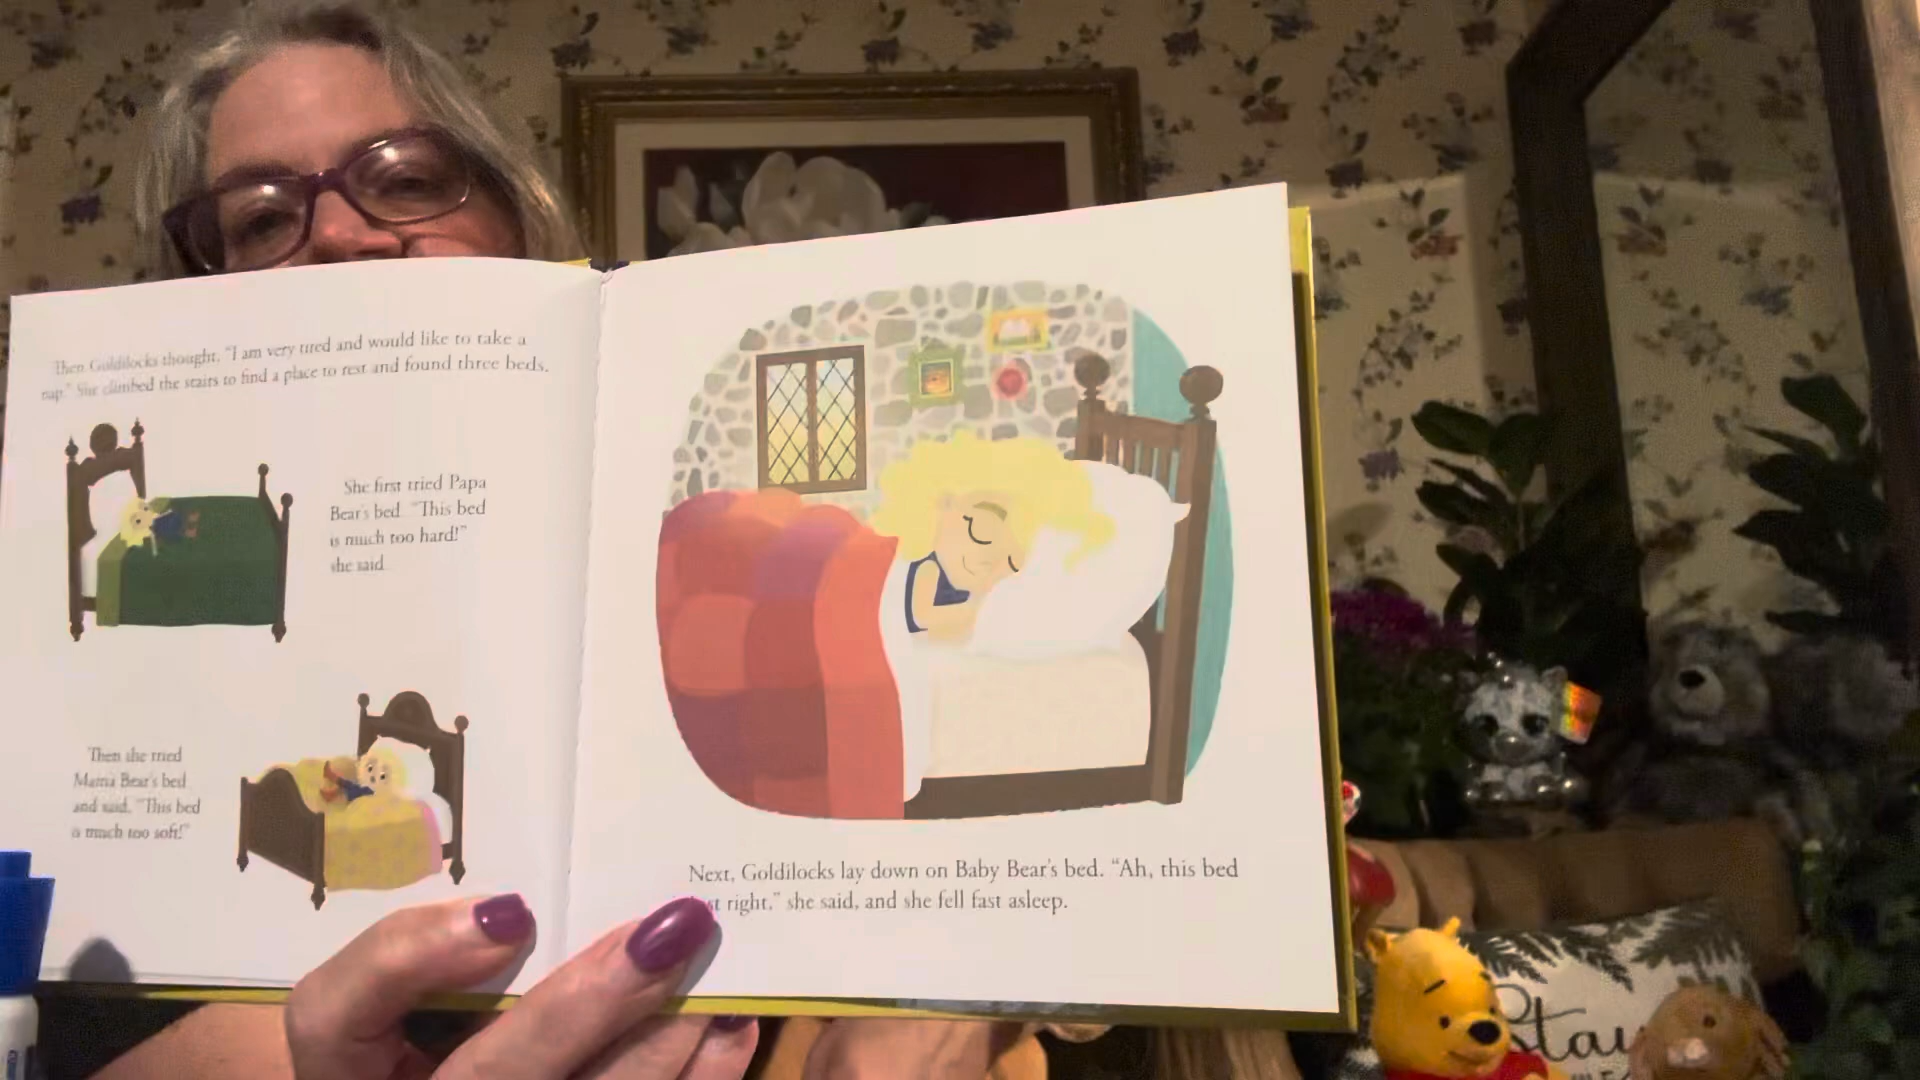 Then Goldilocks thought, "I am very tired and would like to take a
nap." She climbed the stairs to find a place to rest and found three beds.
She first tried Papa
Bear's bed. "This bed
is much too hard!"
she said.
Then she tried
Mama Bear's bed
and said, "This bed
is much too soft!"
Next, Goldilocks lay down on Baby Bear's bed. "Ah, this bed
right," she said, and she fell fast asleep.
Stay